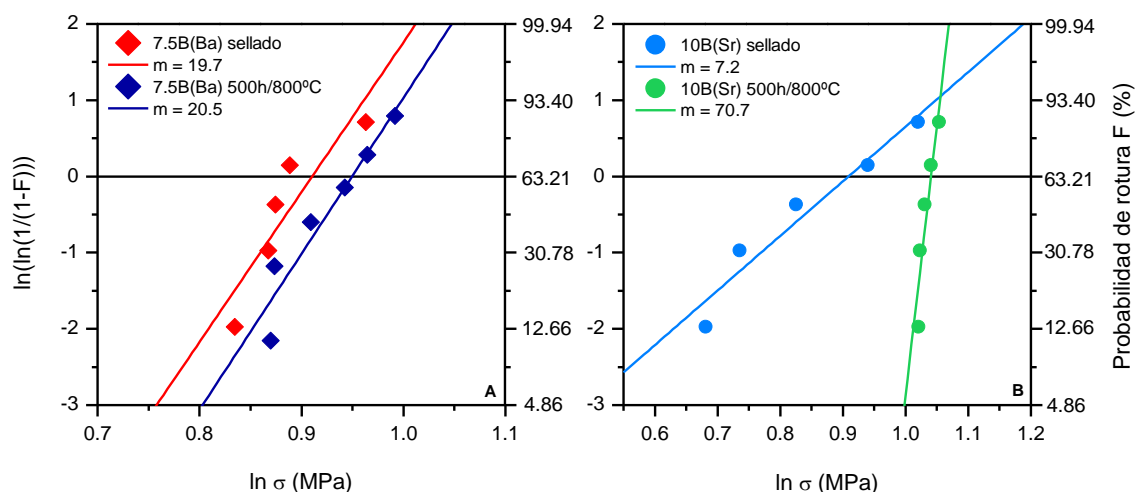 ln(ln(1/(1-F)))
2
1
0
-1
-2
-3
7.5B(Ba) sellado
m = 19.7
7.5B(Ba) 500h/800ºC
m = 20.5
A
99.94
93.40
63.21
30.78
12.66
4.86
0.7 0.8 0.9 1.0 1.1
ln σ (MPa)
2
1
0
-1
-2
-3
10B(Sr) sellado
m = 7.2
10B(Sr) 500h/800ºC
m = 70.7
B
99.94
93.40
63.21
30.78
12.66
4.86
0.6 0.7 0.8 0.9 1.0 1.1 1.2
ln σ (MPa)
Probabilidad de rotura F (%)